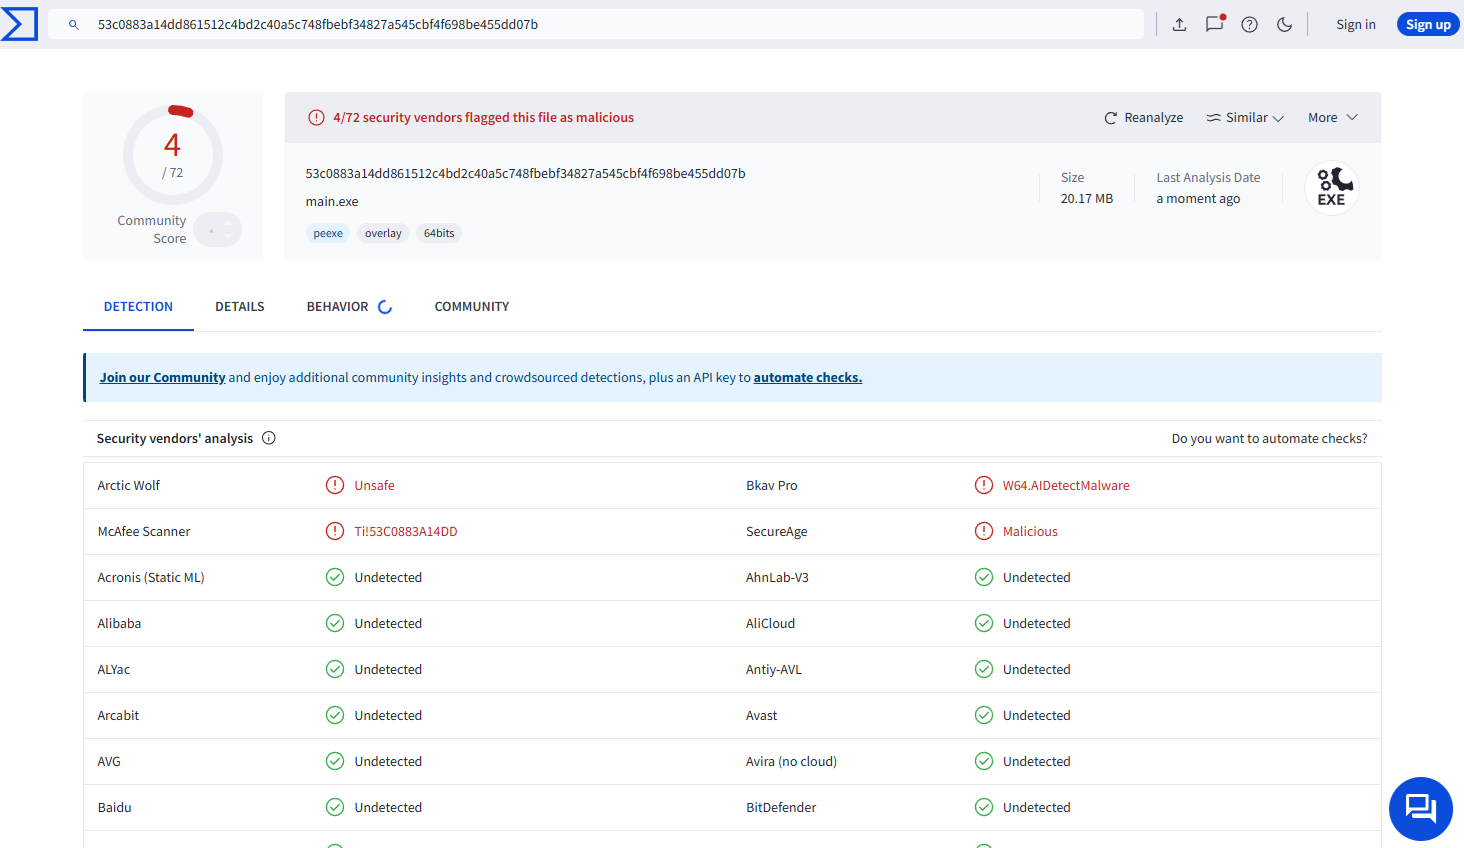 53c0883a14dd861512c4bd2c40a5c748fbebf34827a545cbf4f698be455dd07b
Sign in
Sign up
4
/ 72
Community
Score
4/72 security vendors flagged this file as malicious
Reanalyze
Similar
More
53c0883a14dd861512c4bd2c40a5c748fbebf34827a545cbf4f698be455dd07b
main.exe
peexe
overlay
64bits
Size
20.17 MB
Last Analysis Date
a moment ago
EXE
DETECTION
DETAILS
BEHAVIOR
COMMUNITY
Join our Community and enjoy additional community insights and crowdsourced detections, plus an API key to automate checks.
Security vendors' analysis
Do you want to automate checks?
Arctic Wolf Unsafe Bkav Pro W64.AIDetectMalware
McAfee Scanner Ti!53C0883A14DD SecureAge Malicious
Acronis (Static ML) Undetected AhnLab-V3 Undetected
Alibaba Undetected AliCloud Undetected
ALYac Undetected Antiy-AVL Undetected
Arcabit Undetected Avast Undetected
AVG Undetected Avira (no cloud) Undetected
Baidu Undetected BitDefender Undetected